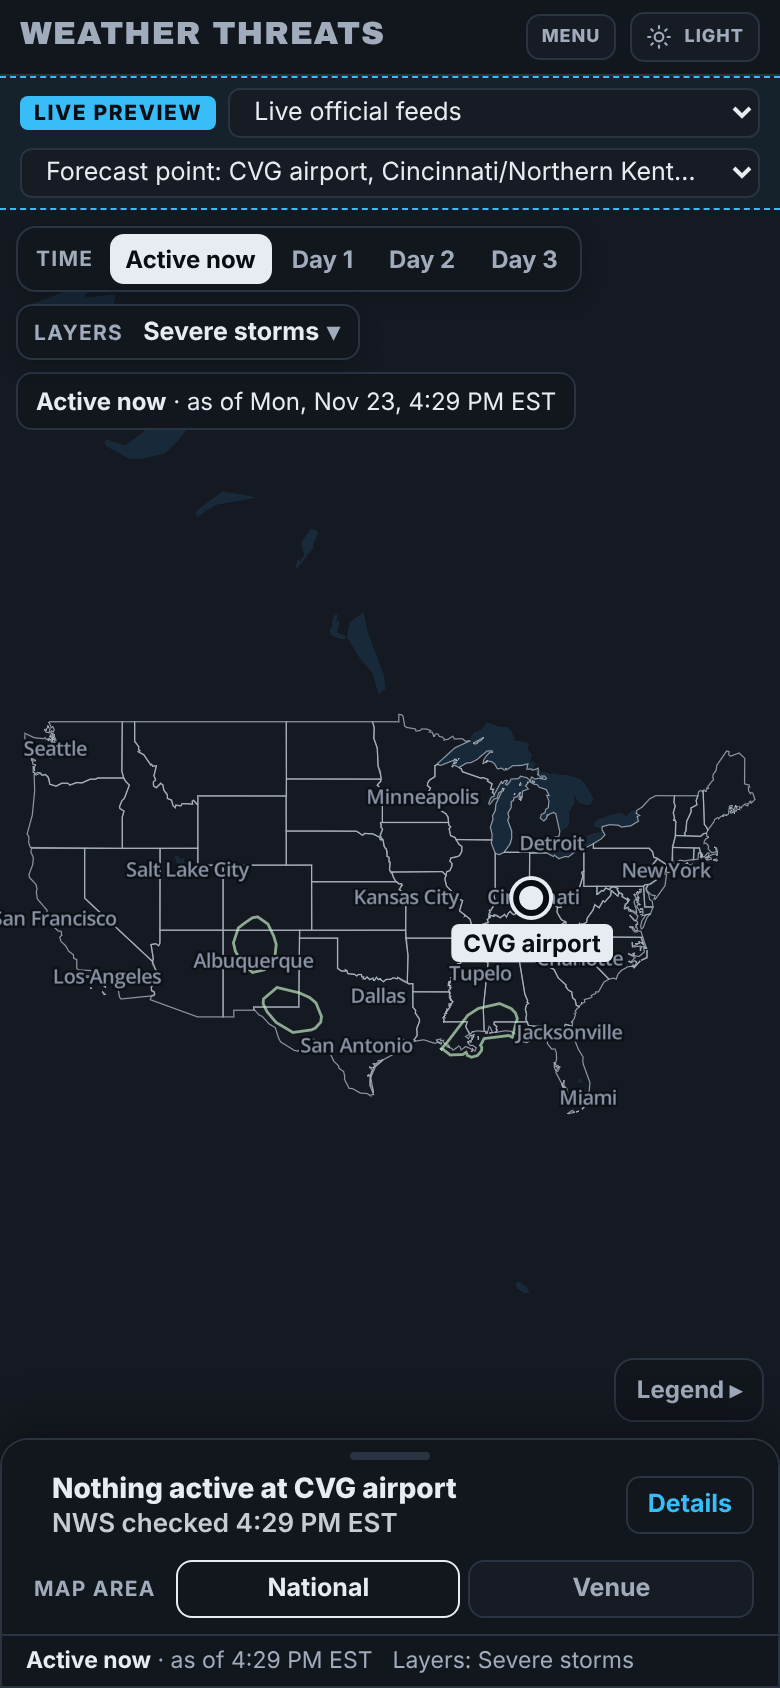 WEATHER THREATS
MENU
LIGHT
LIVE PREVIEW
Live official feeds
Forecast point: CVG airport, Cincinnati/Northern Kent...
TIME
Active now
Day 1
Day 2
Day 3
LAYERS Severe storms ▾
Active now · as of Mon, Nov 23, 4:29 PM EST
Seattle
Minneapolis
Detroit
Salt Lake City
New York
Kansas City
San Francisco
CVG airport
Albuquerque
Los Angeles
Tupelo
Dallas
Jacksonville
San Antonio
Miami
Legend ▸
Nothing active at CVG airport
NWS checked 4:29 PM EST
Details
MAP AREA
National
Venue
Active now · as of 4:29 PM EST Layers: Severe storms